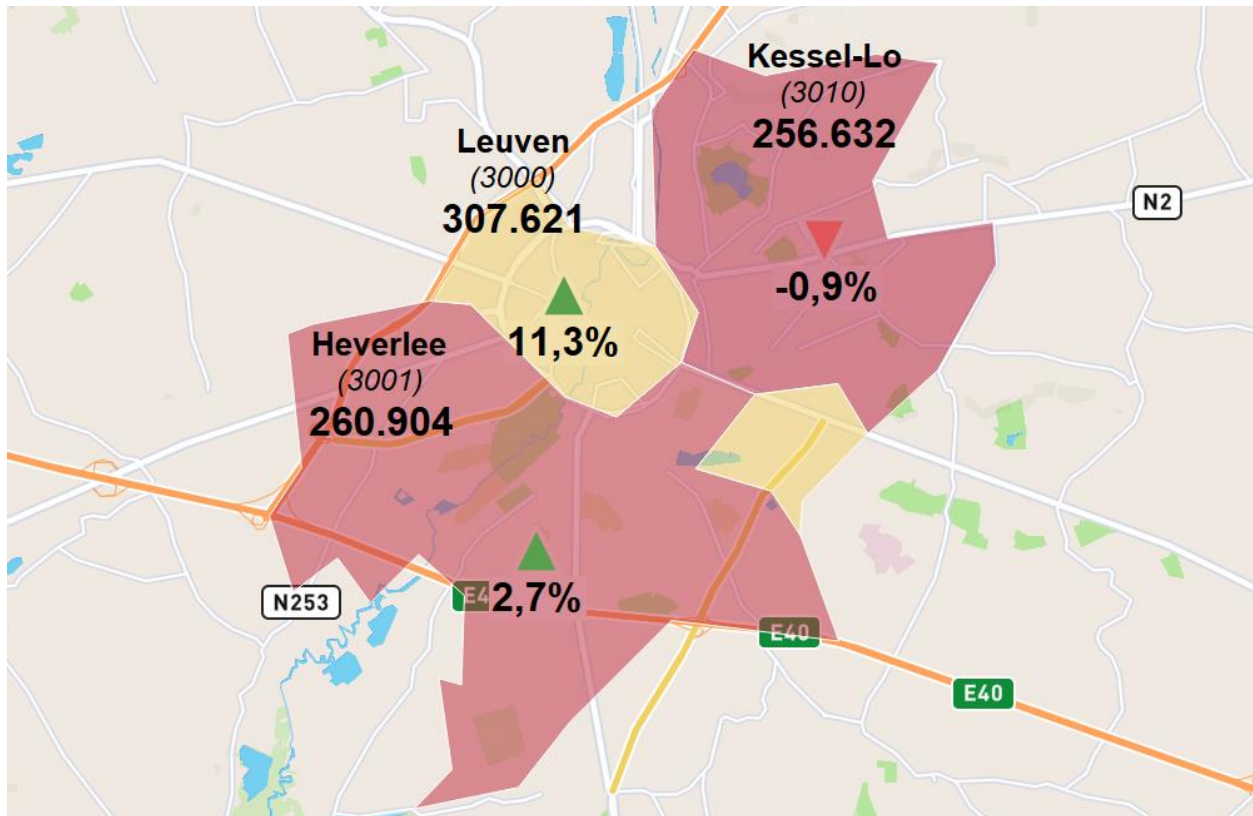 Kessel-Lo
(3010)
256.632
Leuven
(3000)
307.621
N2
-0,9%
11,3%
Heverlee
(3001)
260.904
N253
E4
2,7%
E40
E40